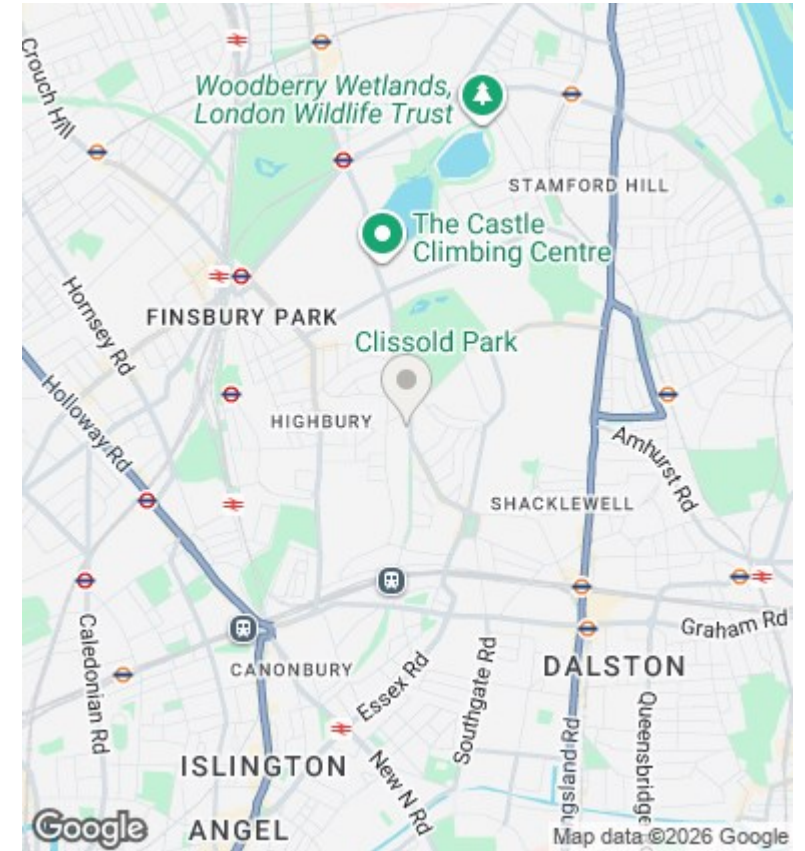 Crouch Hill
Woodberry Wetlands,
London Wildlife Trust
STAMFORD HILL
The Castle
Climbing Centre
Hornsey Rd
FINSBURY PARK
Clissold Park
Holloway Rd
HIGHBURY
Amhurst Rd
SHACKLEWELL
Caledonian Rd
Graham Rd
CANONBURY
Essex Rd
Southgate Rd
DALSTON
Queensbridge
ISLINGTON
New N Rd
ngsland Rd
ANGEL
Google
Map data ©2026 Google